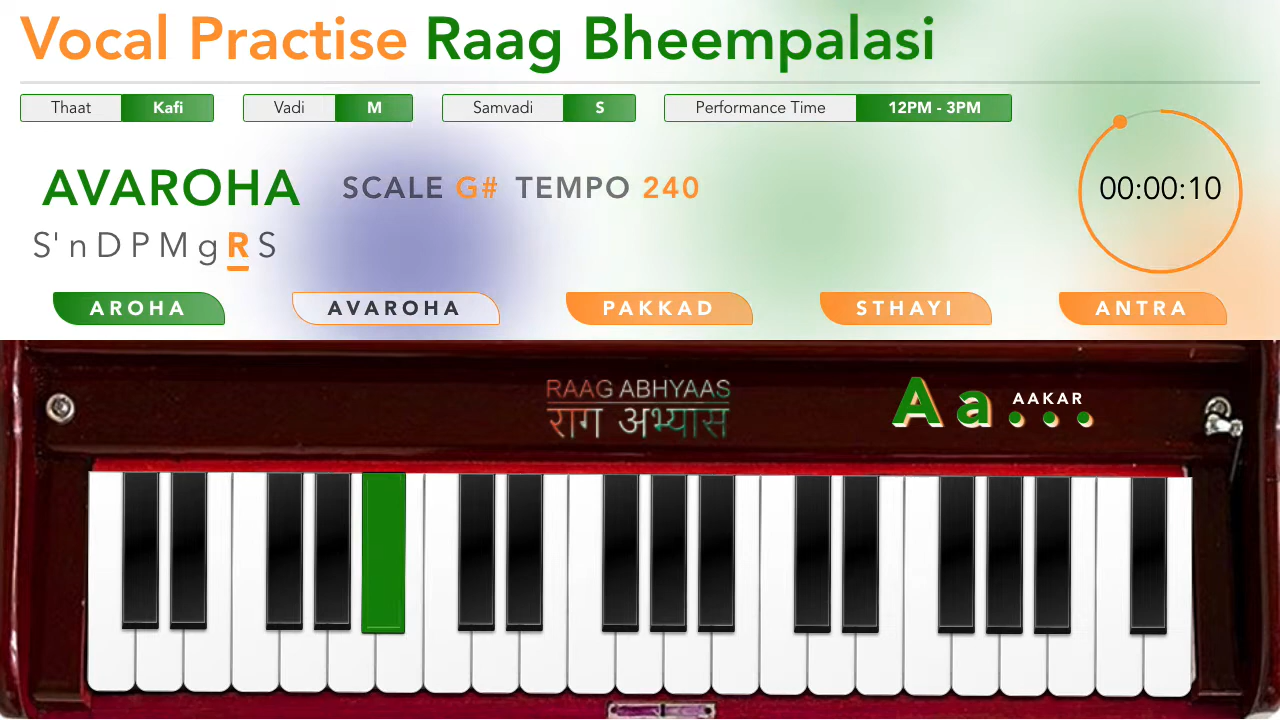 Vocal Practise Raag Bheempalasi
Thaat Kafi Vadi M Samvadi S Performance Time 12PM - 3PM
AVAROHA SCALE G# TEMPO 240
00:00:10
S' n D P M g R S
AROHA AVAROHA PAKKAD STHAYI ANTRA
RAAG ABHYAAS
राग अभ्यास
A a AAKAR . . .